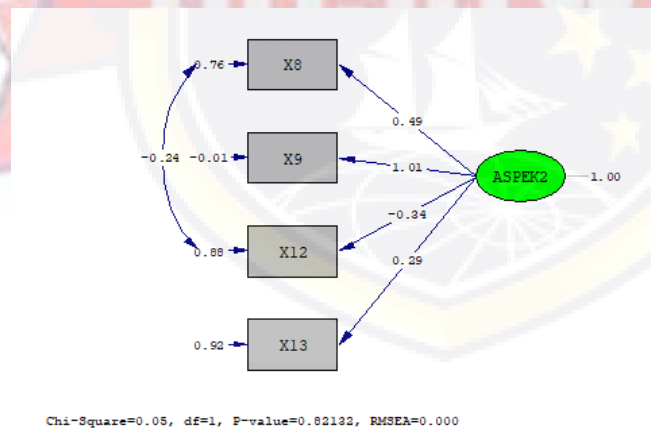 0.76 X8
0.49
-0.24 -0.01 X9 1.01 ASPEK2 1.00
-0.34
0.88 X12 0.29
0.92 X13
Chi-Square=0.05, df=1, P-value=0.82132, RMSEA=0.000